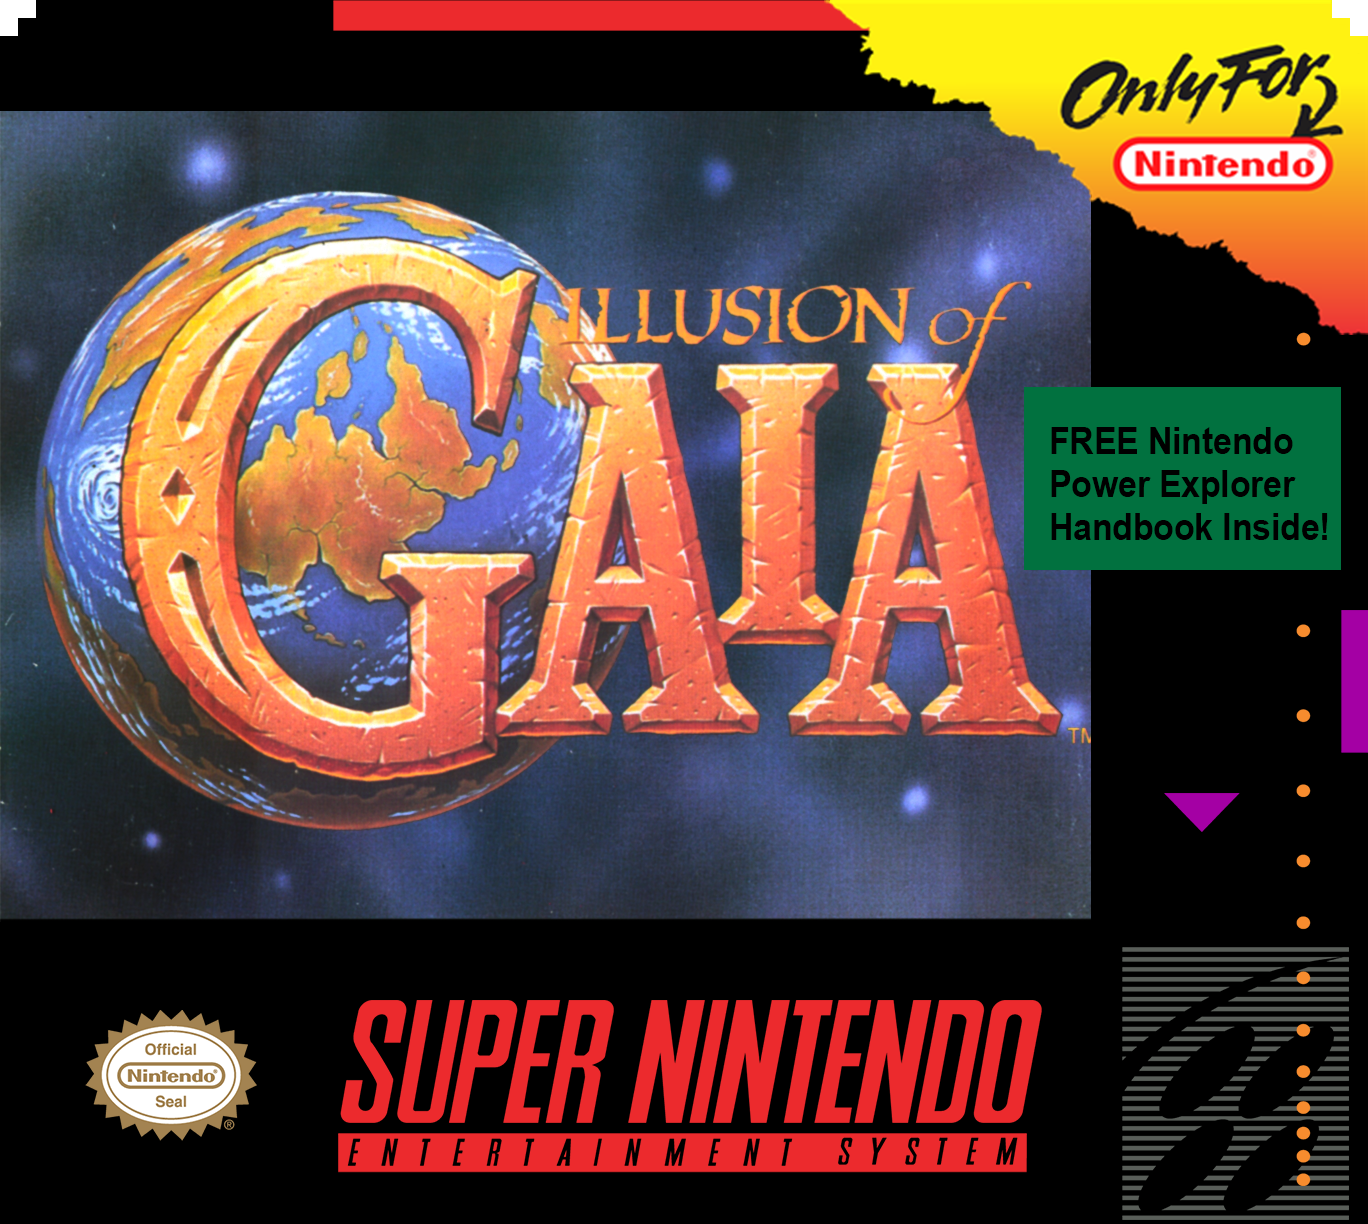 Only For
Nintendo®
ILLUSION of
GAIA
TM
FREE Nintendo
Power Explorer
Handbook Inside!
Official
Nintendo®
Seal
®
SUPER NINTENDO
ENTERTAINMENT SYSTEM